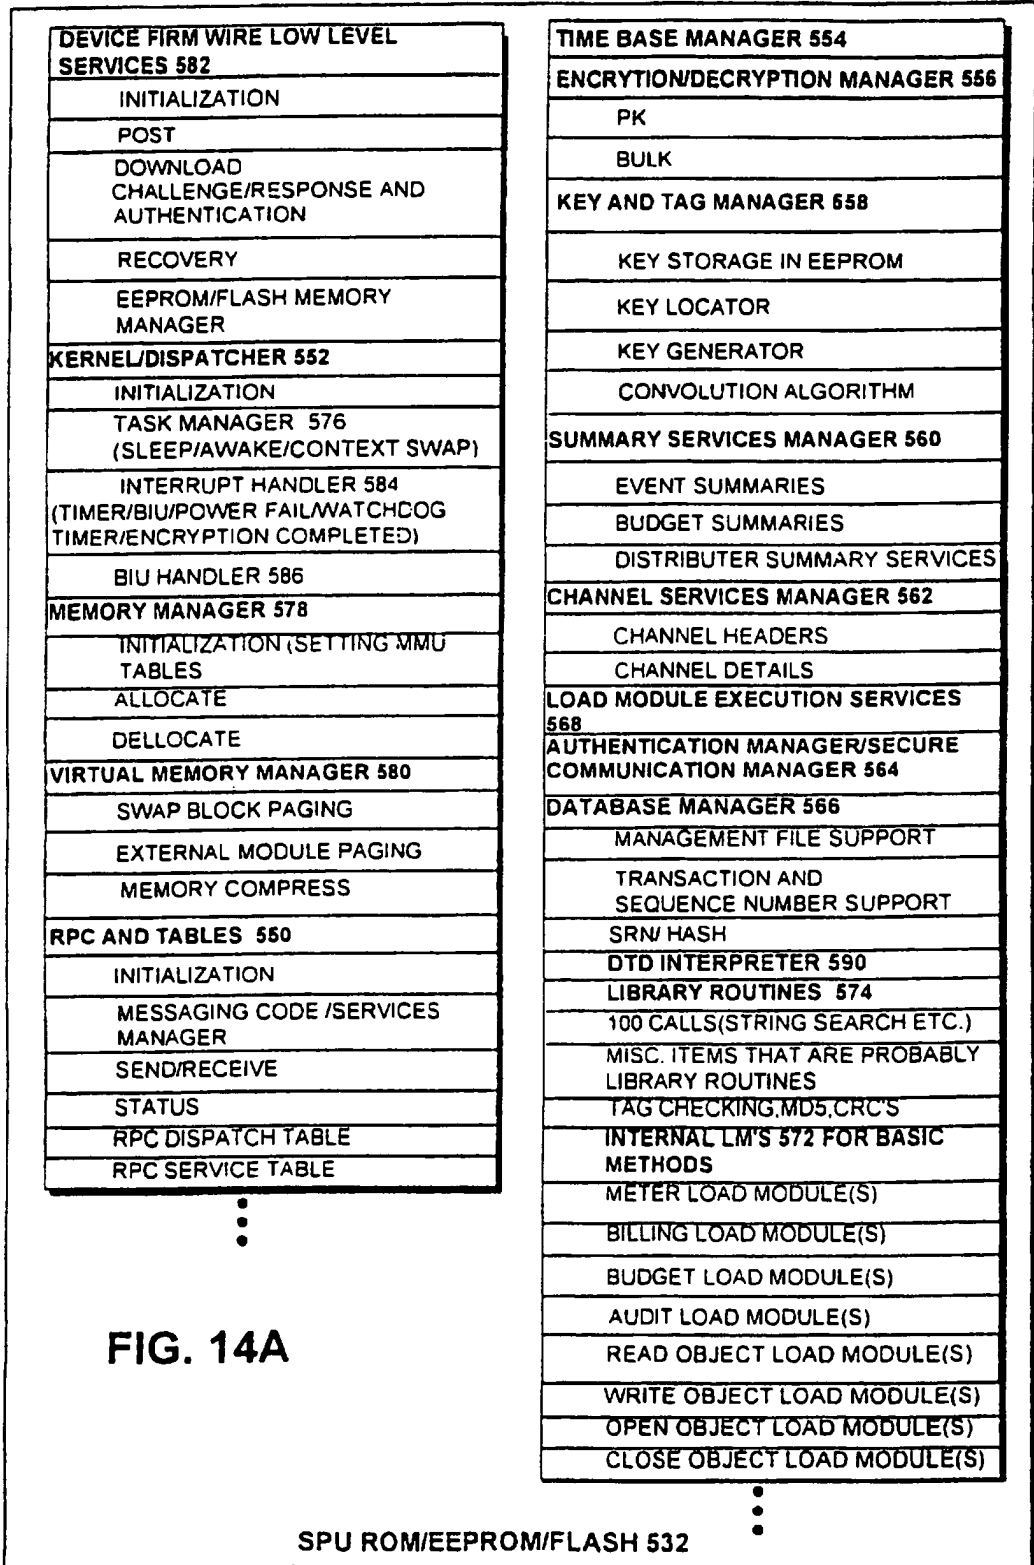 DEVICE FIRM WIRE LOW LEVEL
SERVICES 582
INITIALIZATION
POST
DOWNLOAD
CHALLENGE/RESPONSE AND
AUTHENTICATION
RECOVERY
EEPROM/FLASH MEMORY
MANAGER
KERNEL/DISPATCHER 552
INITIALIZATION
TASK MANAGER 576
(SLEEP/AWAKE/CONTEXT SWAP)
INTERRUPT HANDLER 584
(TIMER/BIU/POWER FAIL/WATCHDOG
TIMER/ENCRYPTION COMPLETED)
BIU HANDLER 586
MEMORY MANAGER 578
INITIALIZATION (SETTING MMU
TABLES
ALLOCATE
DELLOCATE
VIRTUAL MEMORY MANAGER 580
SWAP BLOCK PAGING
EXTERNAL MODULE PAGING
MEMORY COMPRESS
RPC AND TABLES 550
INITIALIZATION
MESSAGING CODE /SERVICES
MANAGER
SEND/RECEIVE
STATUS
RPC DISPATCH TABLE
RPC SERVICE TABLE
TIME BASE MANAGER 554
ENCRYTION/DECRYPTION MANAGER 556
PK
BULK
KEY AND TAG MANAGER 558
KEY STORAGE IN EEPROM
KEY LOCATOR
KEY GENERATOR
CONVOLUTION ALGORITHM
SUMMARY SERVICES MANAGER 560
EVENT SUMMARIES
BUDGET SUMMARIES
DISTRIBUTER SUMMARY SERVICES
CHANNEL SERVICES MANAGER 562
CHANNEL HEADERS
CHANNEL DETAILS
LOAD MODULE EXECUTION SERVICES
568
AUTHENTICATION MANAGER/SECURE
COMMUNICATION MANAGER 564
DATABASE MANAGER 566
MANAGEMENT FILE SUPPORT
TRANSACTION AND
SEQUENCE NUMBER SUPPORT
SRN/ HASH
DTD INTERPRETER 590
LIBRARY ROUTINES 574
100 CALLS(STRING SEARCH ETC.)
MISC. ITEMS THAT ARE PROBABLY
LIBRARY ROUTINES
TAG CHECKING,MD5,CRC'S
INTERNAL LM'S 572 FOR BASIC
METHODS
METER LOAD MODULE(S)
BILLING LOAD MODULE(S)
BUDGET LOAD MODULE(S)
AUDIT LOAD MODULE(S)
READ OBJECT LOAD MODULE(S)
WRITE OBJECT LOAD MODULE(S)
OPEN OBJECT LOAD MODULE(S)
CLOSE OBJECT LOAD MODULE(S)
FIG. 14A
SPU ROM/EEPROM/FLASH 532